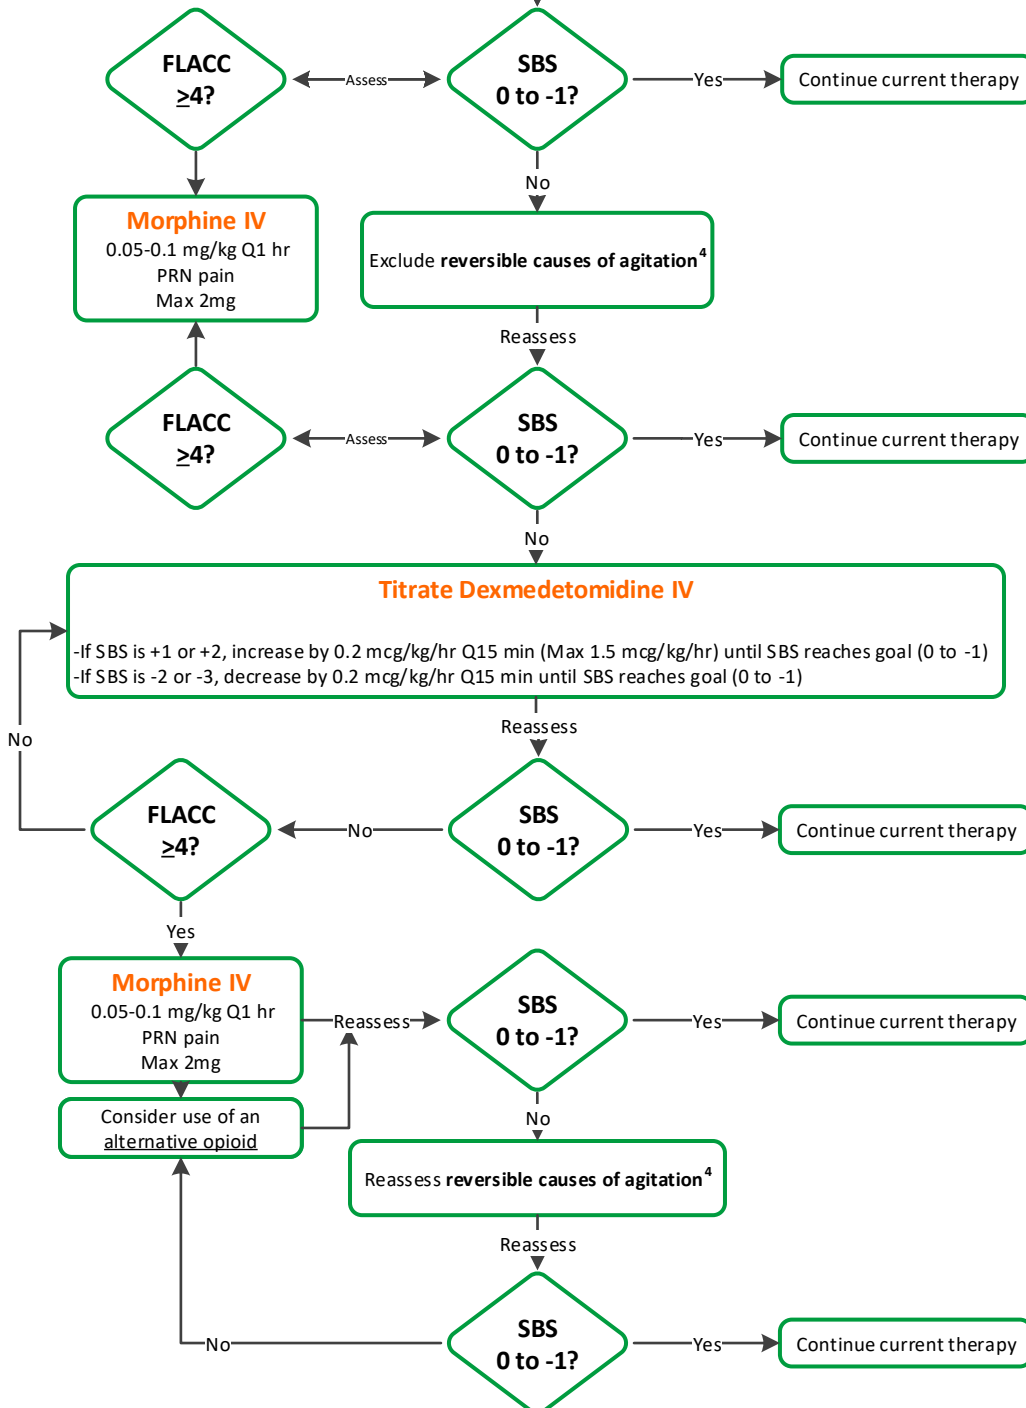 FLACC
≥4?
Assess
SBS
0 to -1?
Yes
Continue current therapy
No
Morphine IV
0.05-0.1 mg/kg Q1 hr
PRN pain
Max 2mg
Exclude reversible causes of agitation⁴
Reassess
FLACC
≥4?
Assess
SBS
0 to -1?
Yes
Continue current therapy
No
Titrate Dexmedetomidine IV
-If SBS is +1 or +2, increase by 0.2 mcg/kg/hr Q15 min (Max 1.5 mcg/kg/hr) until SBS reaches goal (0 to -1)
-If SBS is -2 or -3, decrease by 0.2 mcg/kg/hr Q15 min until SBS reaches goal (0 to -1)
Reassess
No
FLACC
≥4?
No
SBS
0 to -1?
Yes
Continue current therapy
Yes
Morphine IV
0.05-0.1 mg/kg Q1 hr
PRN pain
Max 2mg
Reassess
SBS
0 to -1?
Yes
Continue current therapy
Consider use of an
alternative opioid
No
Reassess reversible causes of agitation⁴
Reassess
No
SBS
0 to -1?
Yes
Continue current therapy